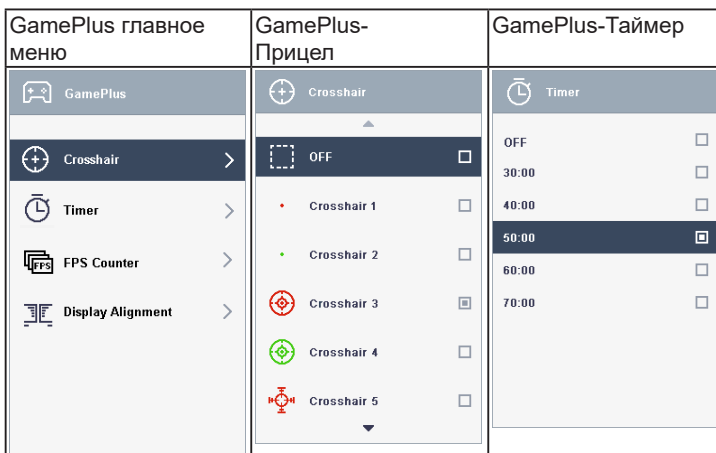 GamePlus главное
меню
GamePlus
Crosshair
Timer
FPS
FPS Counter
Display Alignment
GamePlus-
Прицел
Crosshair
OFF
Crosshair 1
Crosshair 2
Crosshair 3
Crosshair 4
Crosshair 5
GamePlus-Таймер
Timer
OFF
30:00
40:00
50:00
60:00
70:00